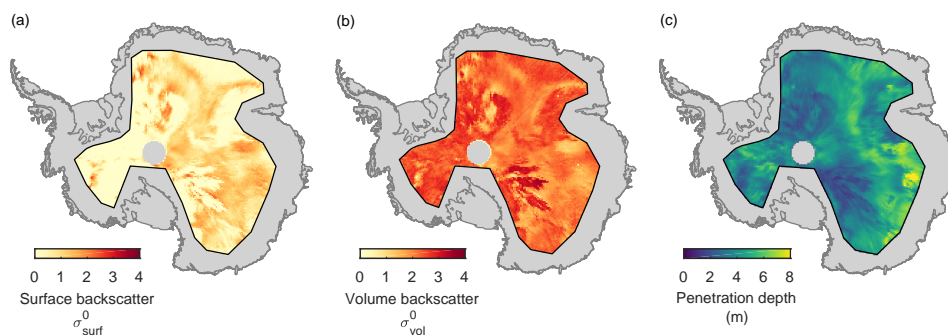 (a) (b) (c)
0 1 2 3 4 0 1 2 3 4 0 2 4 6 8
Surface backscatter Volume backscatter Penetration depth
σ⁰surf σ⁰vol (m)